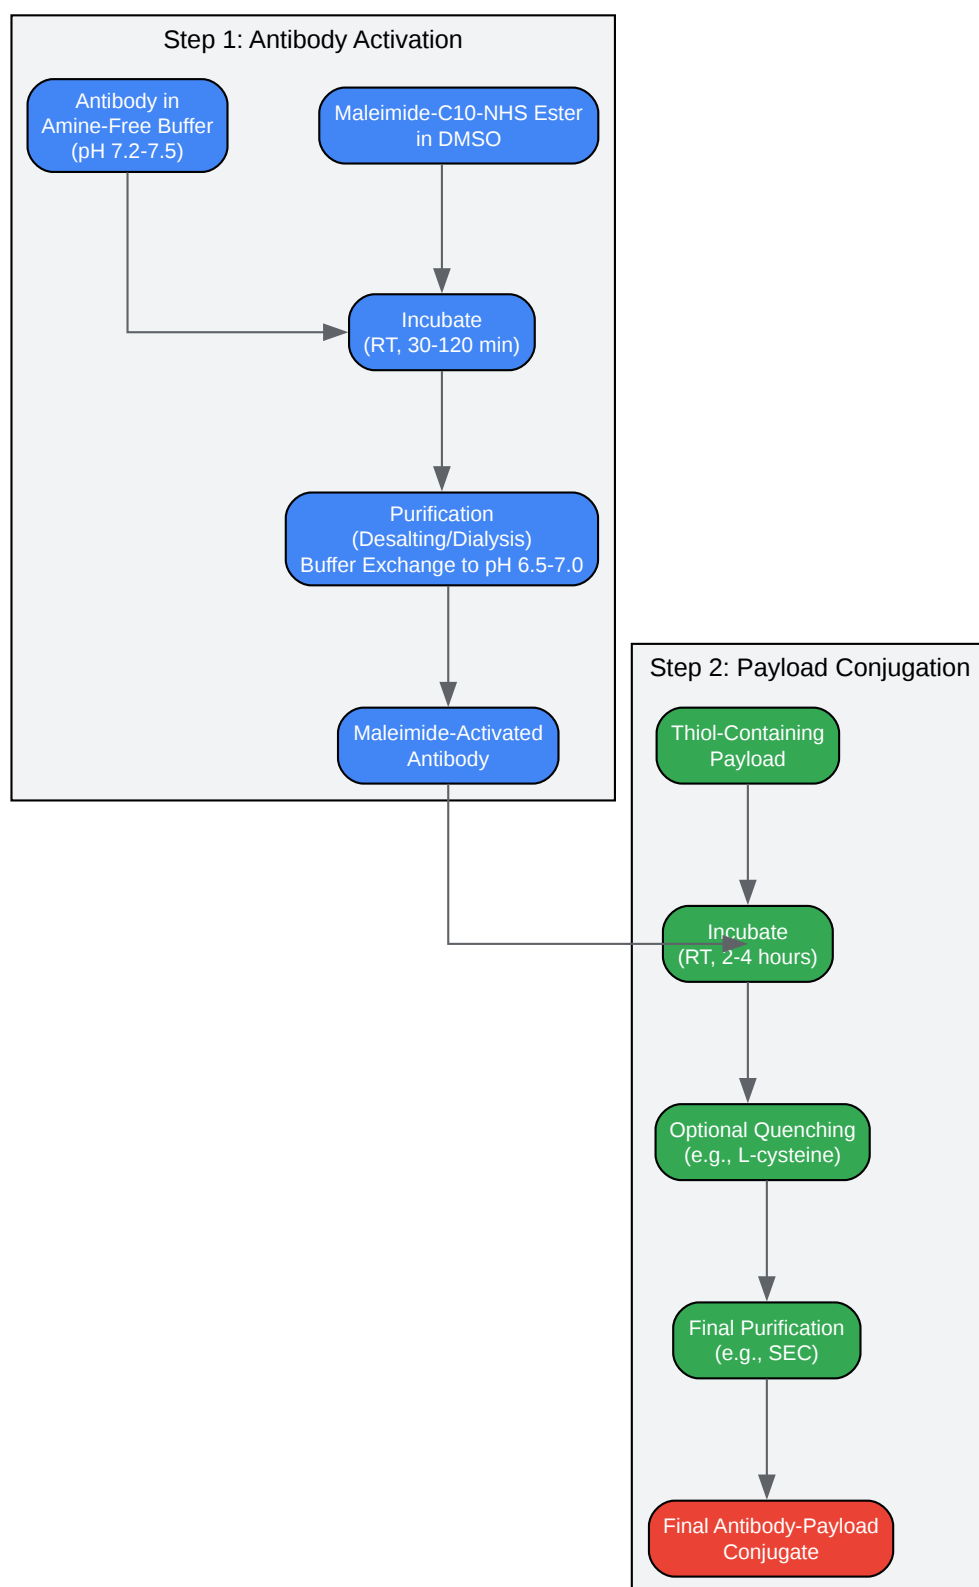 Step 1: Antibody Activation
Antibody in
Amine-Free Buffer
(pH 7.2-7.5)
Maleimide-C10-NHS Ester
in DMSO
Incubate
(RT, 30-120 min)
Purification
(Desalting/Dialysis)
Buffer Exchange to pH 6.5-7.0
Maleimide-Activated
Antibody
Step 2: Payload Conjugation
Thiol-Containing
Payload
Incubate
(RT, 2-4 hours)
Optional Quenching
(e.g., L-cysteine)
Final Purification
(e.g., SEC)
Final Antibody-Payload
Conjugate